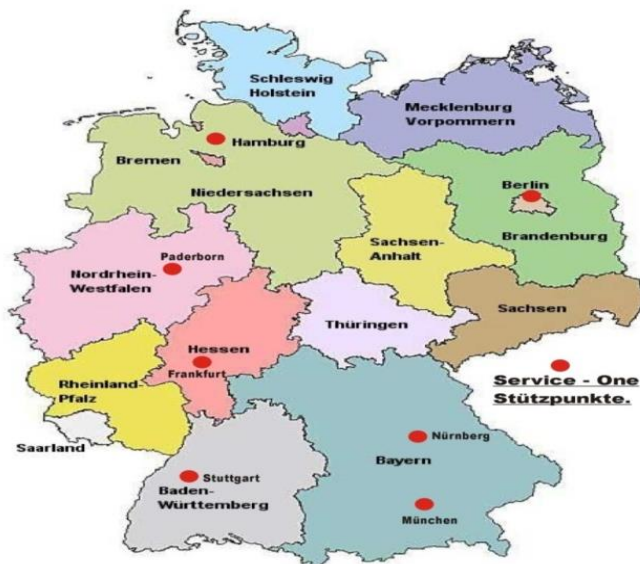 Schleswig
Holstein
Mecklenburg
Vorpommern
Hamburg
Bremen
Niedersachsen
Berlin
Brandenburg
Sachsen-
Anhalt
Paderborn
Nordrhein-
Westfalen
Sachsen
Thüringen
Hessen
Frankfurt
Rheinland-
Pfalz
Service - One
Stützpunkte.
Saarland
Nürnberg
Bayern
Stuttgart
Baden-
Württemberg
München